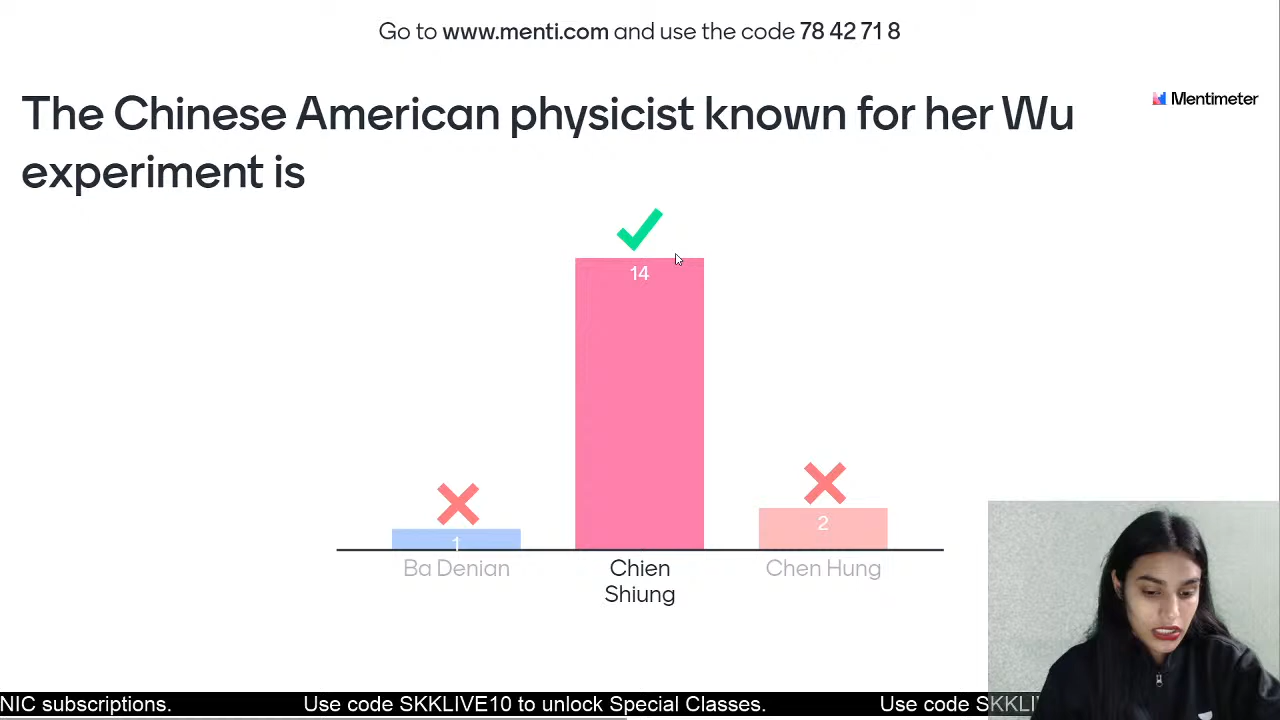 Go to www.menti.com and use the code 78 42 71 8
The Chinese American physicist known for her Wu
experiment is
Mentimeter
14
1
2
Ba Denian
Chien
Shiung
Chen Hung
NIC subscriptions. Use code SKKLIVE10 to unlock Special Classes. Use code SKKLI